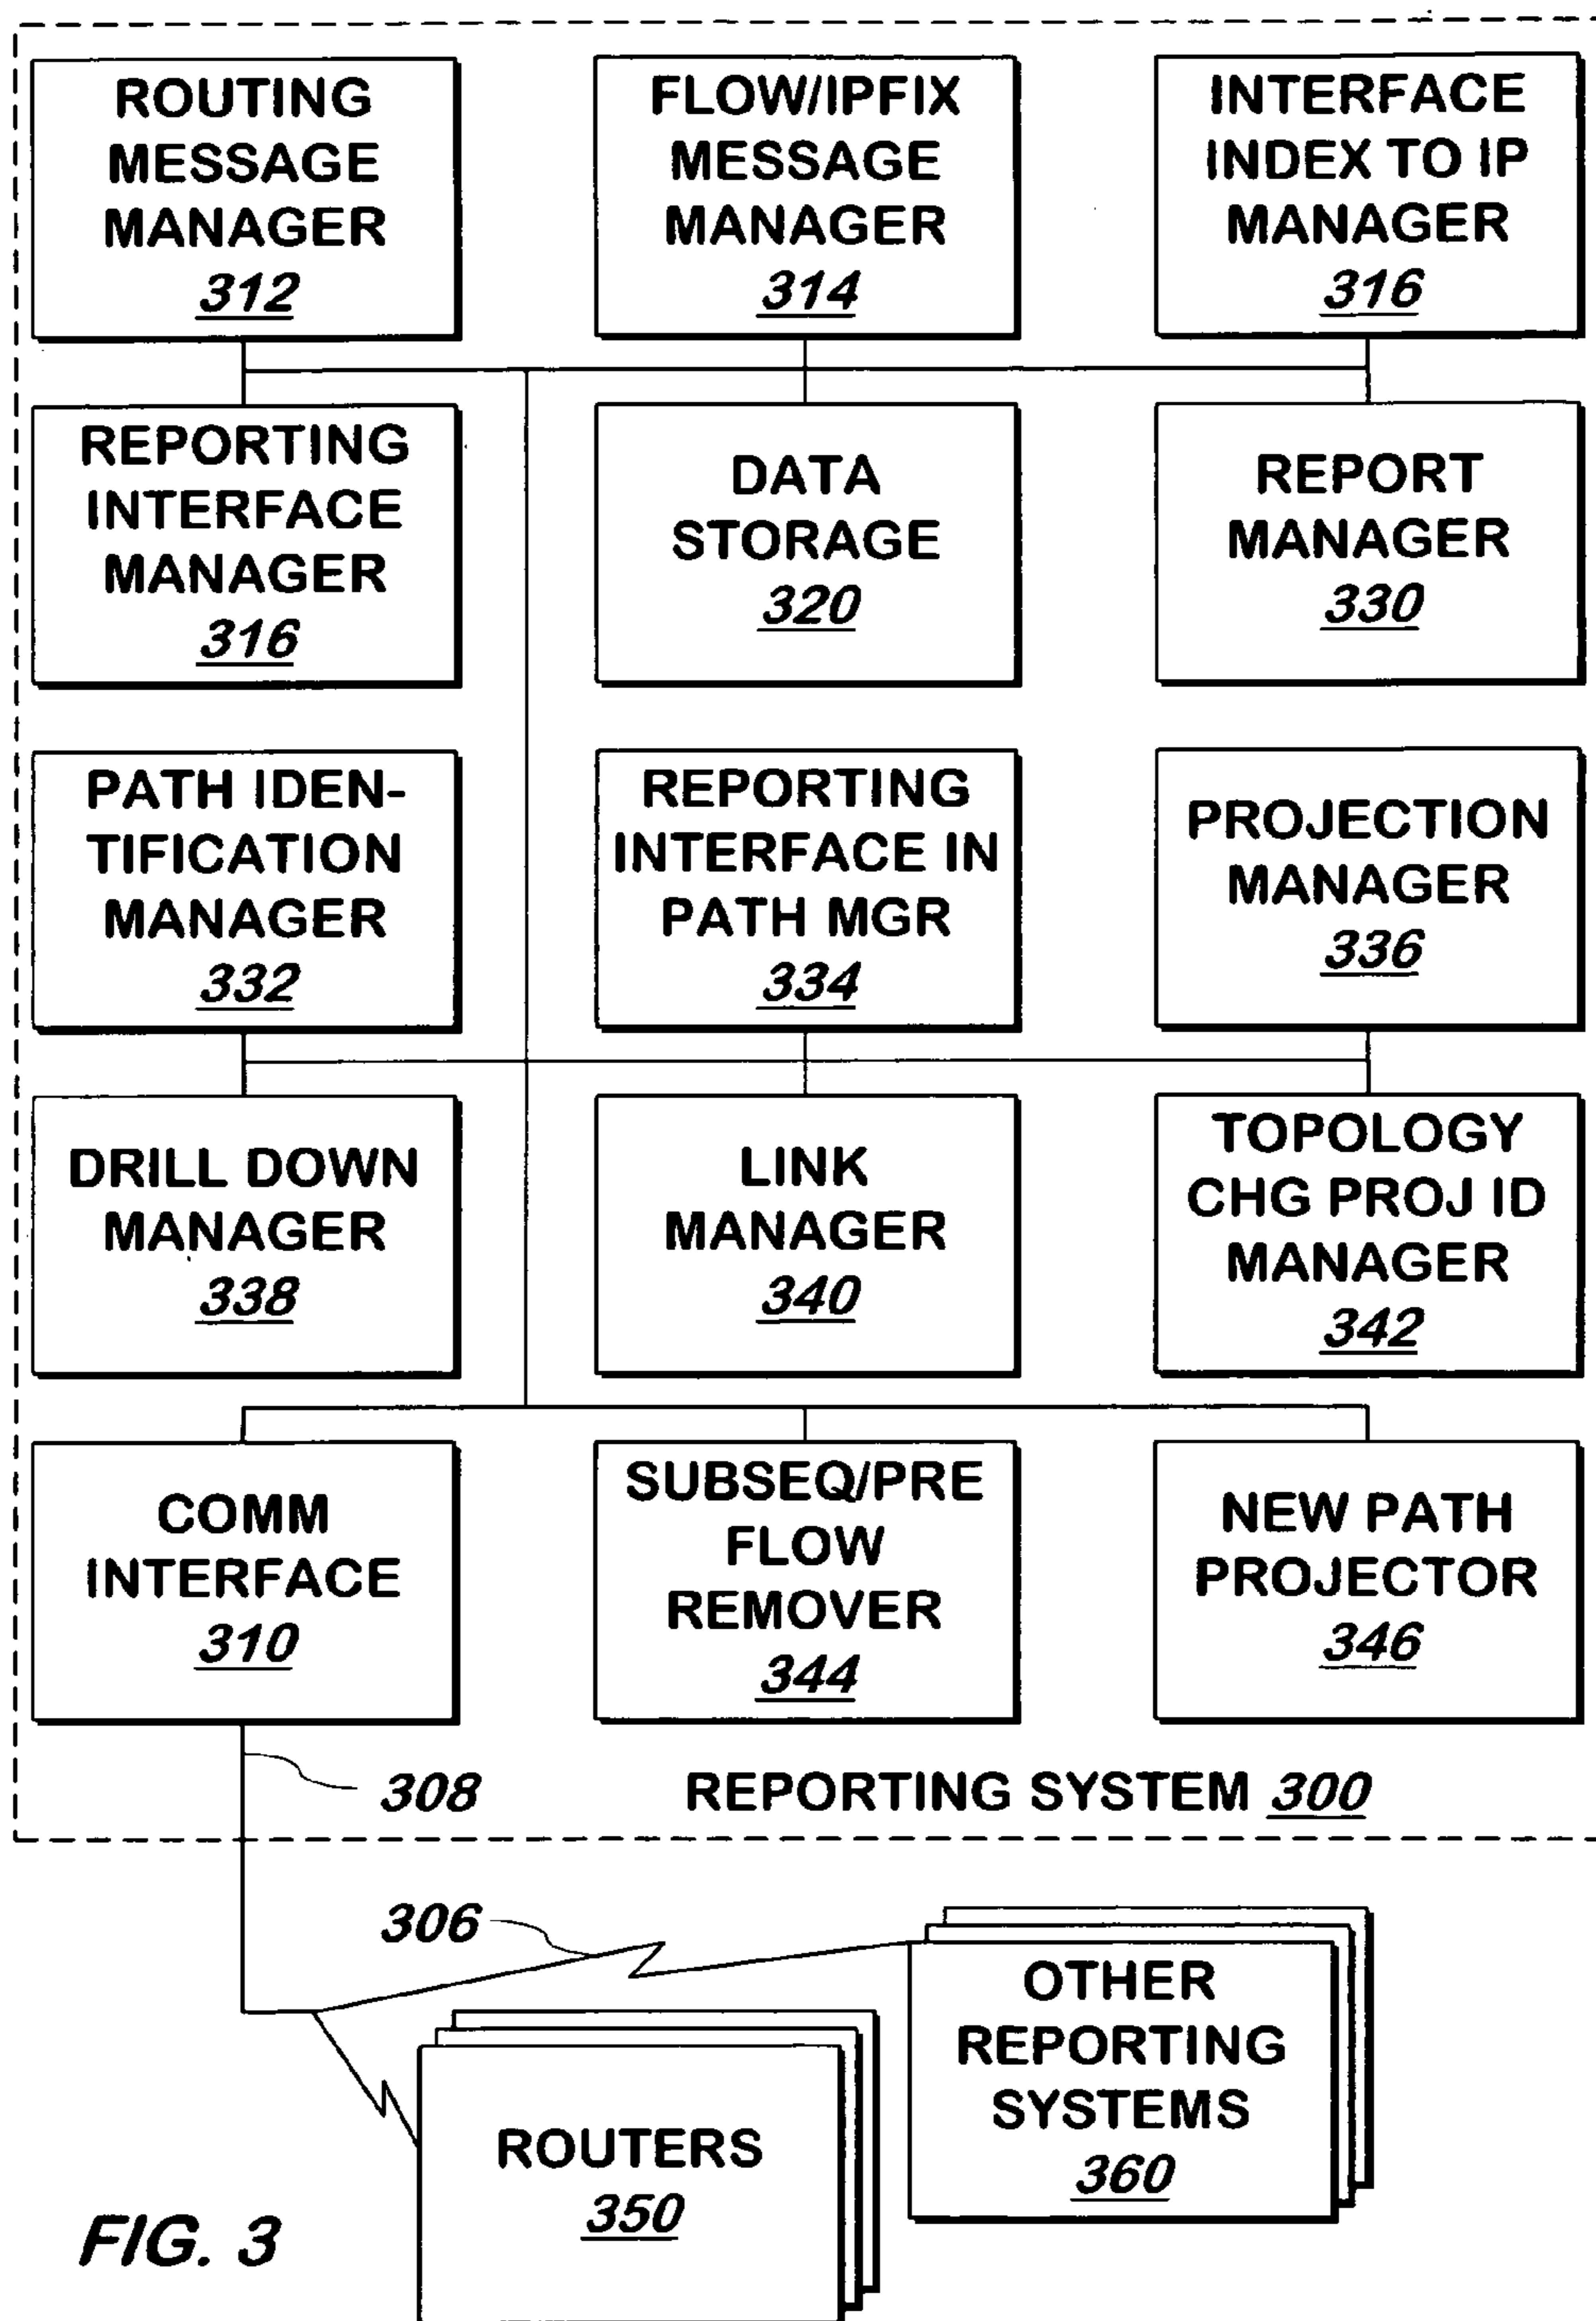 ROUTING
MESSAGE
MANAGER
312
FLOW/IPFIX
MESSAGE
MANAGER
314
INTERFACE
INDEX TO IP
MANAGER
316
REPORTING
INTERFACE
MANAGER
316
DATA
STORAGE
320
REPORT
MANAGER
330
PATH IDEN-
TIFICATION
MANAGER
332
REPORTING
INTERFACE IN
PATH MGR
334
PROJECTION
MANAGER
336
DRILL DOWN
MANAGER
338
LINK
MANAGER
340
TOPOLOGY
CHG PROJ ID
MANAGER
342
COMM
INTERFACE
310
SUBSEQ/PRE
FLOW
REMOVER
344
NEW PATH
PROJECTOR
346
308
REPORTING SYSTEM 300
306
OTHER
REPORTING
SYSTEMS
360
ROUTERS
350
FIG. 3